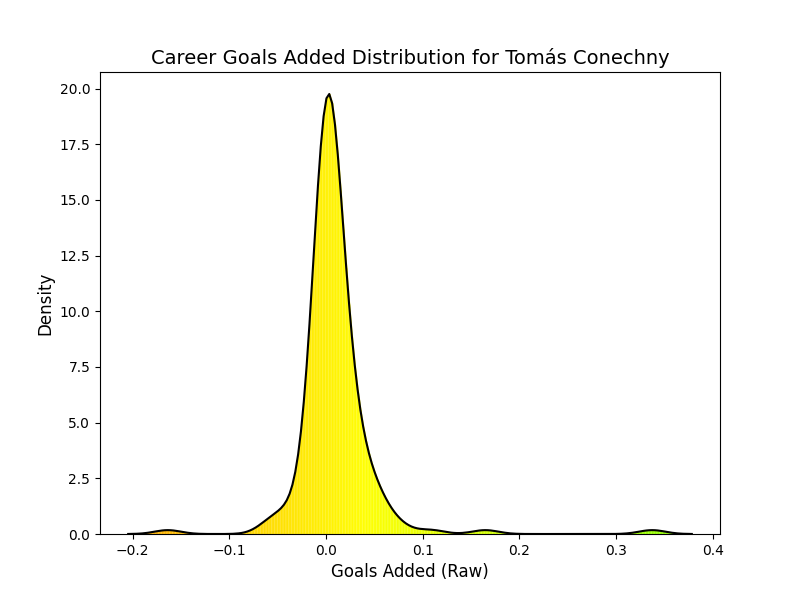 Career Goals Added Distribution for Tomás Conechny
20.0
17.5
15.0
12.5
10.0
7.5
5.0
2.5
0.0
Density
−0.2 −0.1 0.0 0.1 0.2 0.3 0.4
Goals Added (Raw)